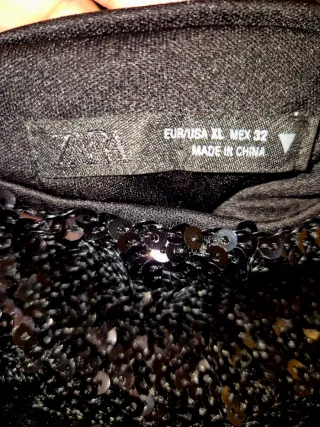 ZARA
EUR/USA XL MEX 32
MADE IN CHINA